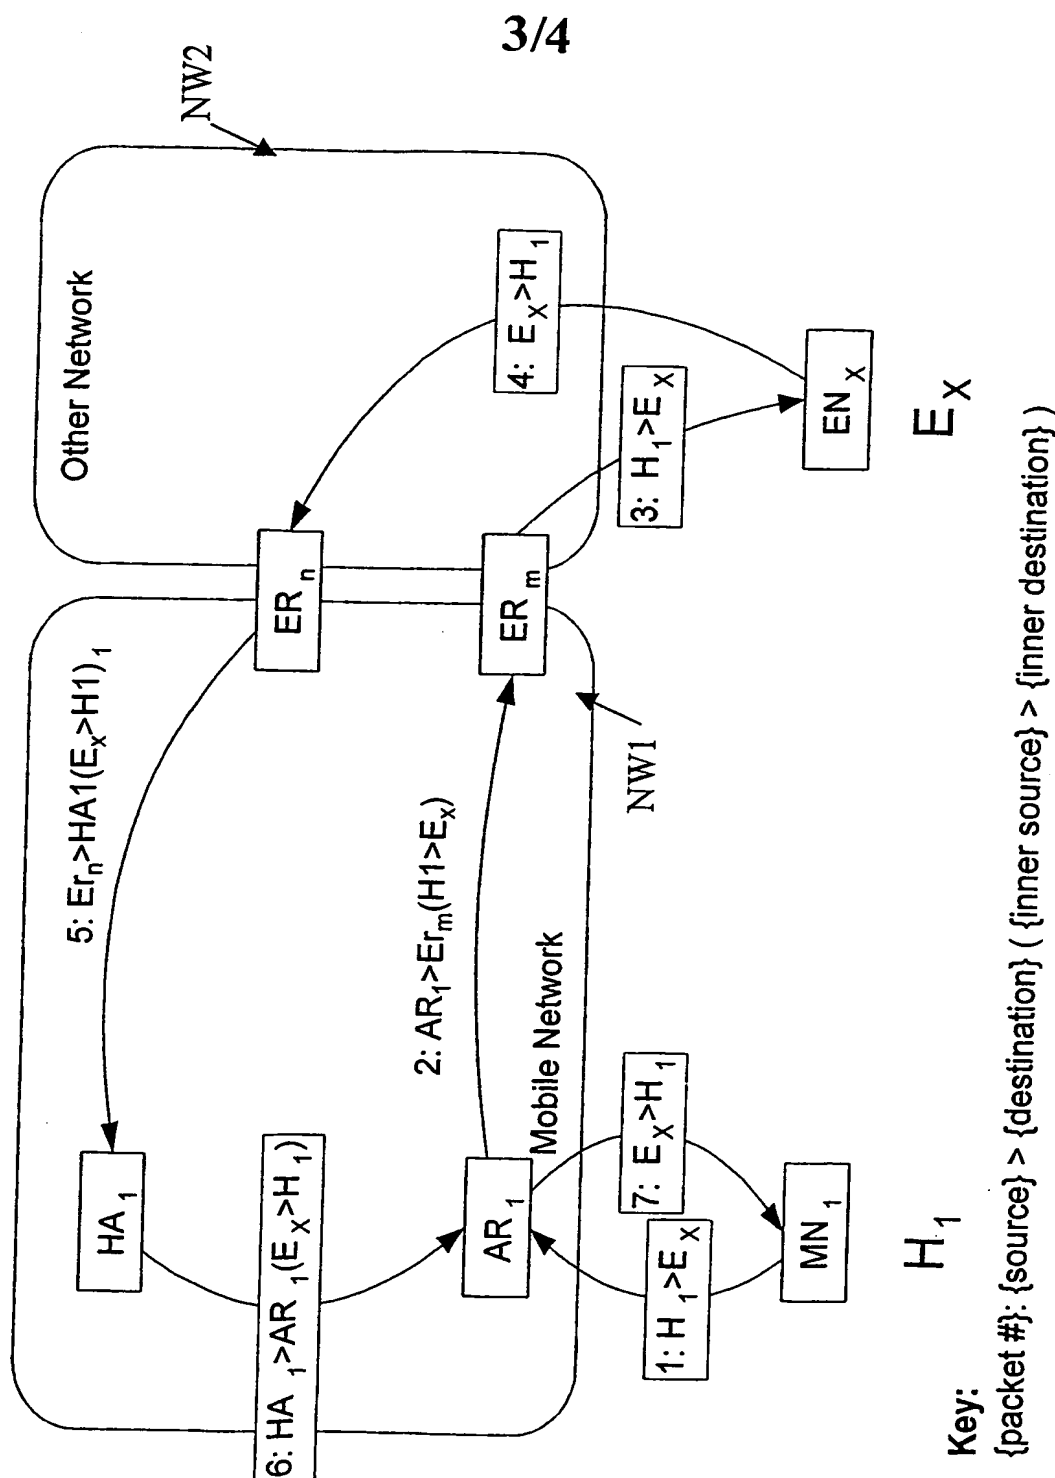 3/4
NW2
Other Network
5: Er_n>HA1(E_x>H1)_1
4: E_X>H_1
ER_n
ER_m
3: H_1>E_X
EN_X
E_X
NW1
2: AR_1>Er_m(H1>E_x)
Mobile Network
HA_1
6: HA_1>AR_1(E_X>H_1)
AR_1
7: E_X>H_1
1: H_1>E_X
MN_1
H_1
Key:
{packet #}: {source} > {destination} ( {inner source} > {inner destination} )